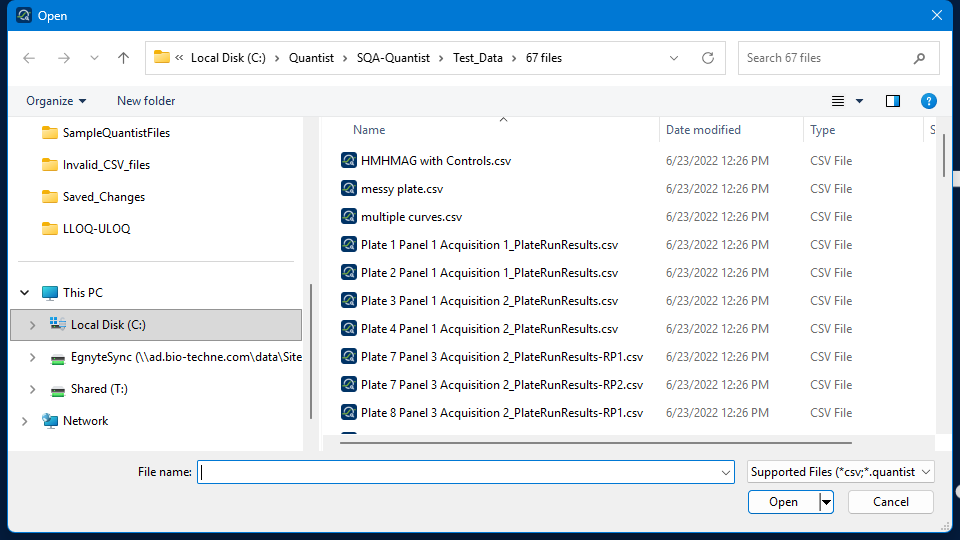 Open
« Local Disk (C:) > Quantist > SQA-Quantist > Test_Data > 67 files
Search 67 files
Organize
New folder
SampleQuantistFiles
Invalid_CSV_files
Saved_Changes
LLOQ-ULOQ
This PC
Local Disk (C:)
EgnyteSync (\\ad.bio-techne.com\data\Site
Shared (T:)
Network
Name Date modified Type S
HMHMAG with Controls.csv 6/23/2022 12:26 PM CSV File
messy plate.csv 6/23/2022 12:26 PM CSV File
multiple curves.csv 6/23/2022 12:26 PM CSV File
Plate 1 Panel 1 Acquisition 1_PlateRunResults.csv 6/23/2022 12:26 PM CSV File
Plate 2 Panel 1 Acquisition 1_PlateRunResults.csv 6/23/2022 12:26 PM CSV File
Plate 3 Panel 1 Acquisition 2_PlateRunResults.csv 6/23/2022 12:26 PM CSV File
Plate 4 Panel 1 Acquisition 2_PlateRunResults.csv 6/23/2022 12:26 PM CSV File
Plate 7 Panel 3 Acquisition 2_PlateRunResults-RP1.csv 6/23/2022 12:26 PM CSV File
Plate 7 Panel 3 Acquisition 2_PlateRunResults-RP2.csv 6/23/2022 12:26 PM CSV File
Plate 8 Panel 3 Acquisition 2_PlateRunResults-RP1.csv 6/23/2022 12:26 PM CSV File
File name:
Supported Files (*csv;*.quantist
Open
Cancel